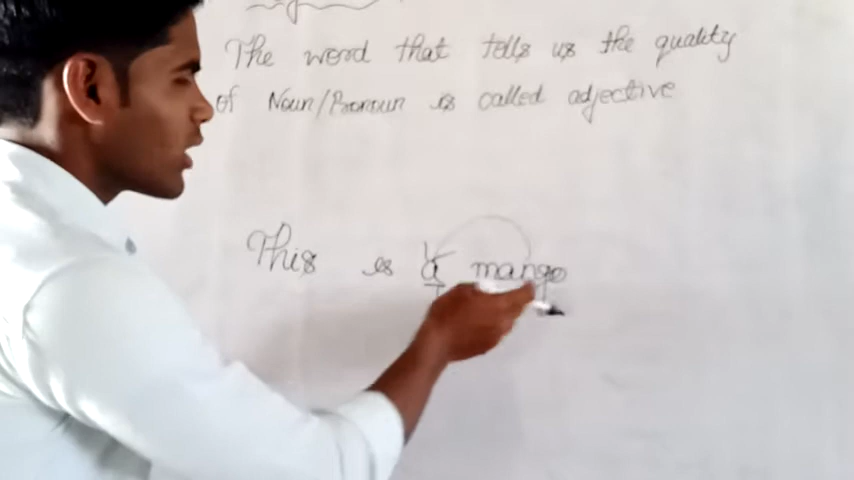 The word that tells us the quality
of Noun/Pronoun is called adjective
This is a mango